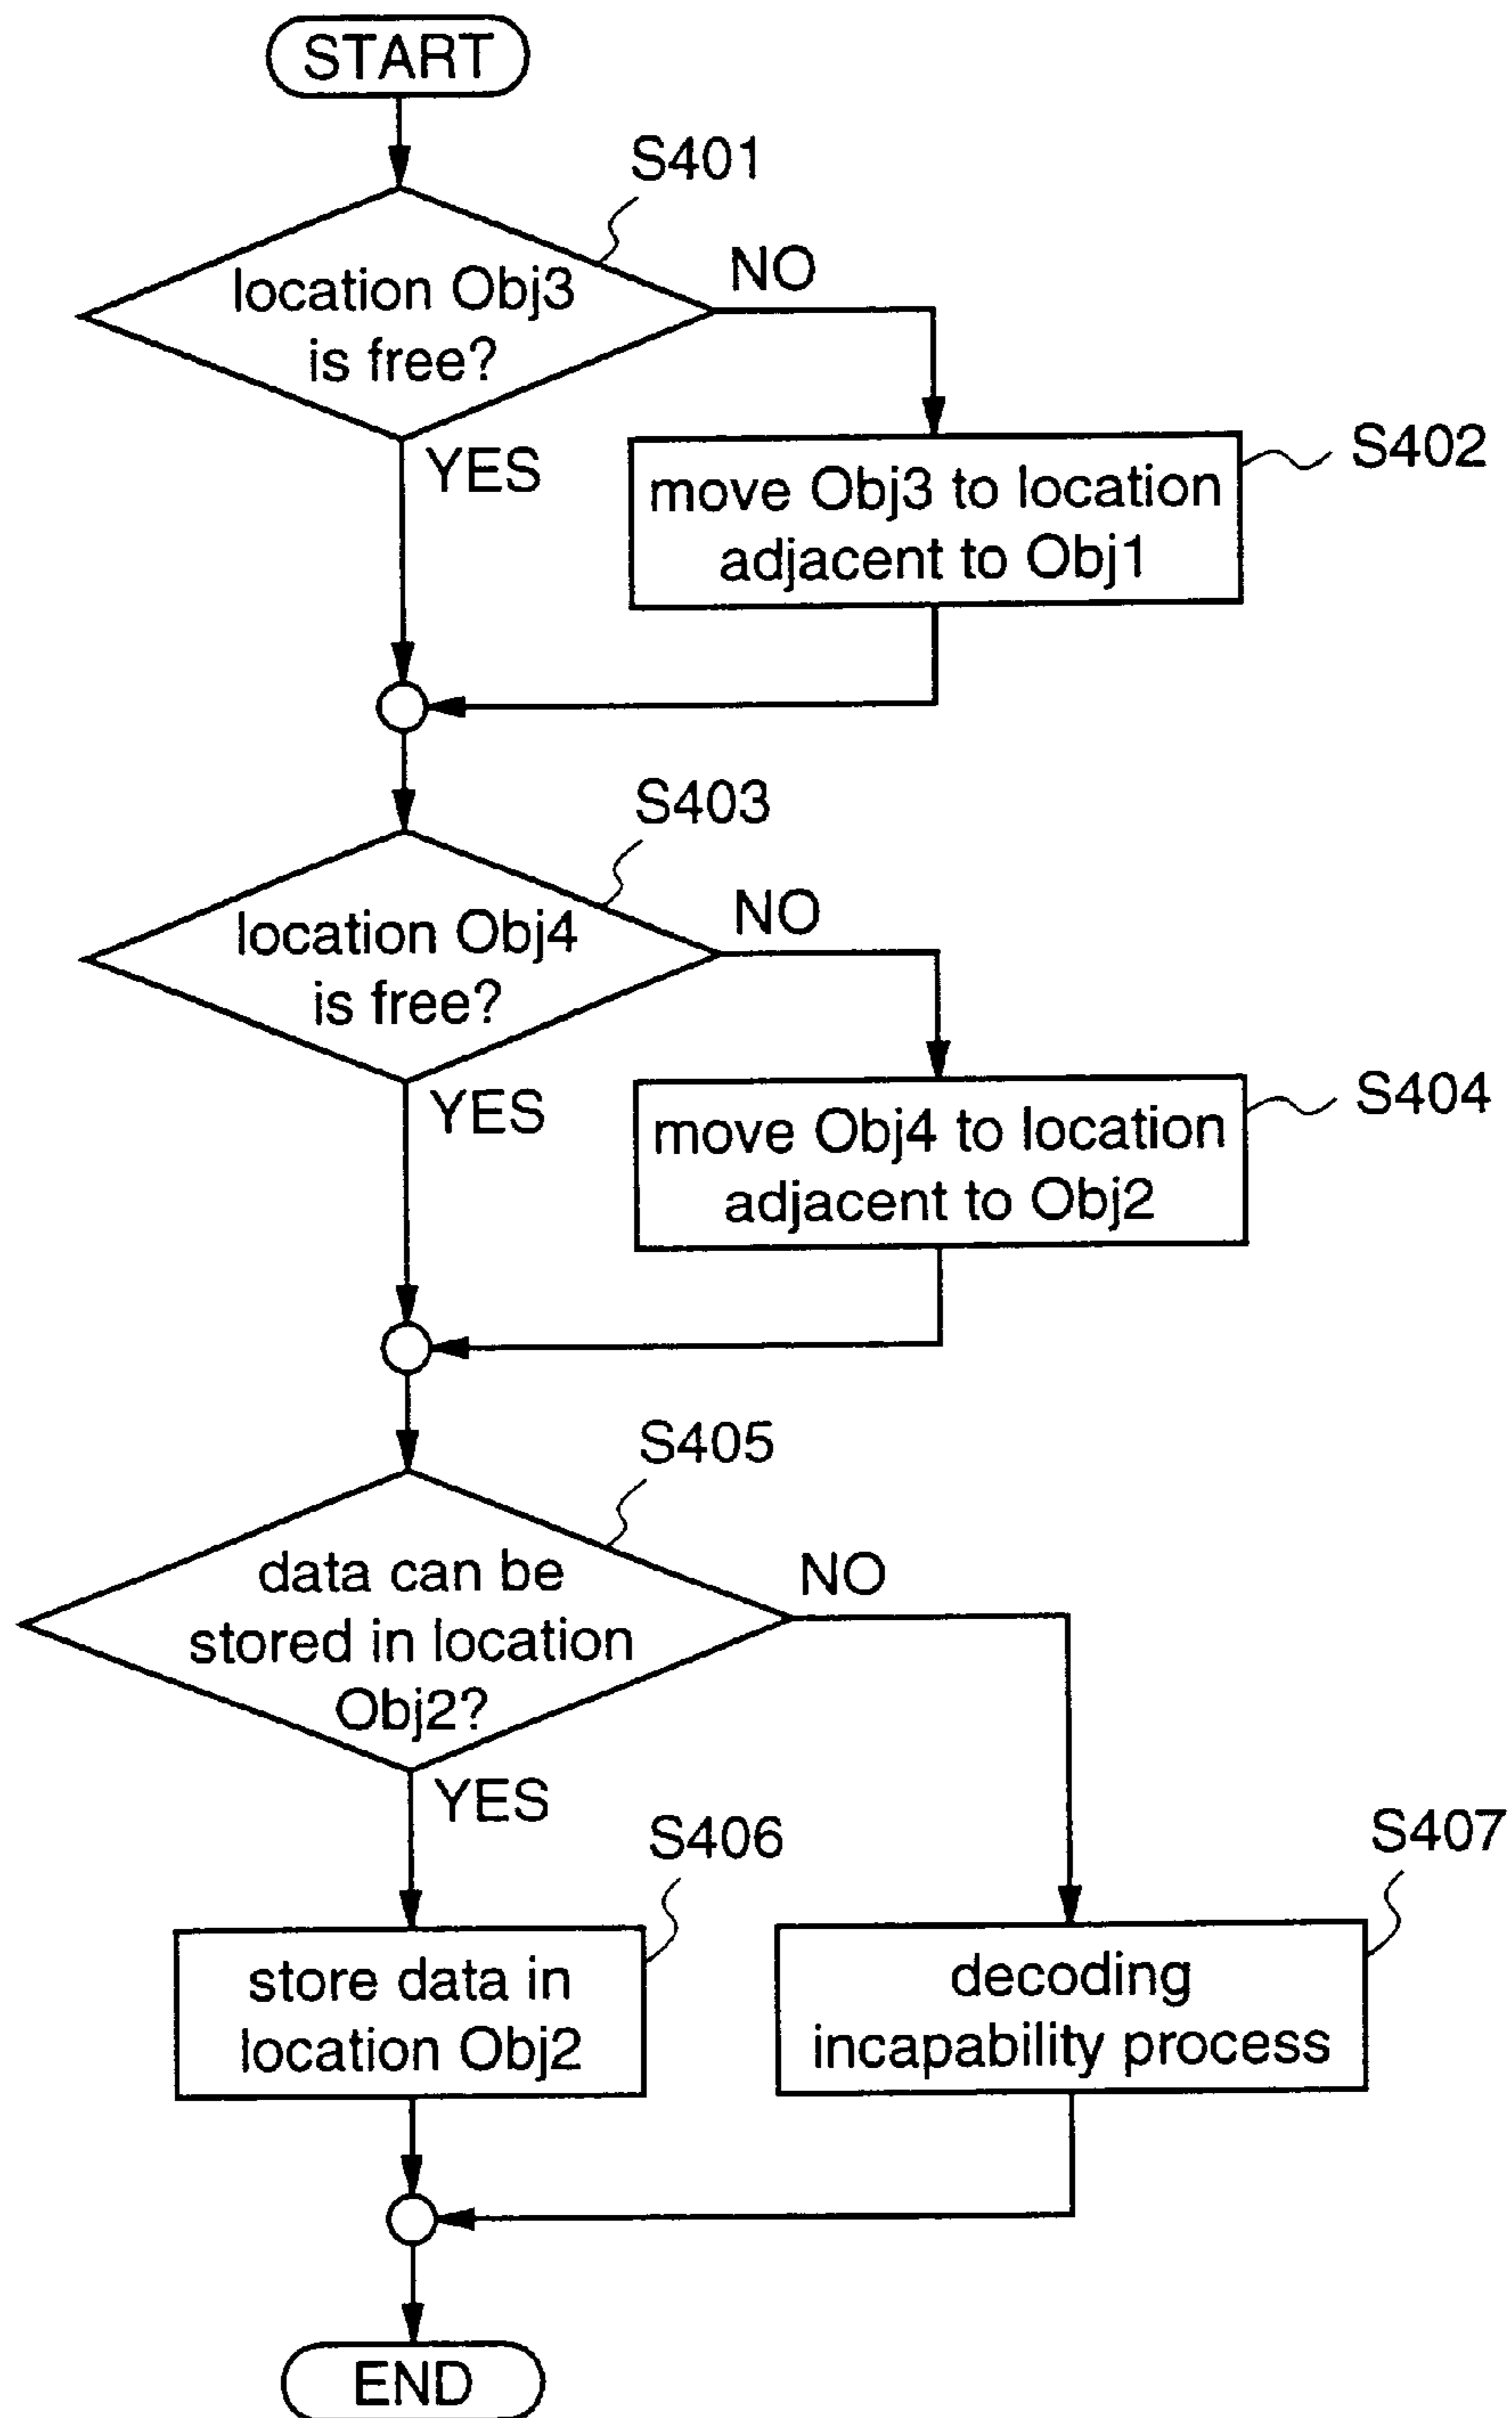 START
S401
location Obj3
is free?
NO
YES
S402
move Obj3 to location
adjacent to Obj1
S403
location Obj4
is free?
NO
YES
S404
move Obj4 to location
adjacent to Obj2
S405
data can be
stored in location
Obj2?
NO
YES
S406
store data in
location Obj2
S407
decoding
incapability process
END